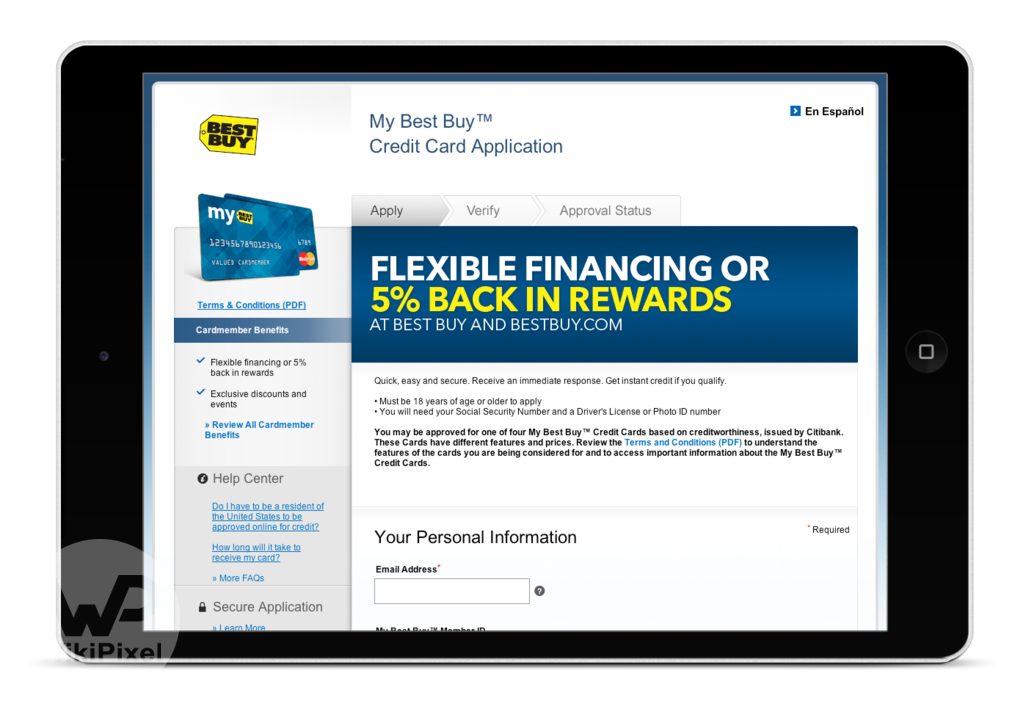 BEST
BUY
My Best Buy™
Credit Card Application
En Español
my BEST BUY
1234567890123456 6789
VALUED CARDMEMBER
MasterCard
Apply
Verify
Approval Status
Terms & Conditions (PDF)
Cardmember Benefits
Flexible financing or 5%
back in rewards
Exclusive discounts and
events
» Review All Cardmember
Benefits
Help Center
Do I have to be a resident of
the United States to be
approved online for credit?
How long will it take to
receive my card?
» More FAQs
Secure Application
» Learn More
FLEXIBLE FINANCING OR
5% BACK IN REWARDS
AT BEST BUY AND BESTBUY.COM
Quick, easy and secure. Receive an immediate response. Get instant credit if you qualify.
• Must be 18 years of age or older to apply
• You will need your Social Security Number and a Driver's License or Photo ID number
You may be approved for one of four My Best Buy™ Credit Cards based on creditworthiness, issued by Citibank.
These Cards have different features and prices. Review the Terms and Conditions (PDF) to understand the
features of the cards you are being considered for and to access important information about the My Best Buy™
Credit Cards.
Your Personal Information
* Required
Email Address*
?
My Best Buy™ Member ID
WP
ikiPixel